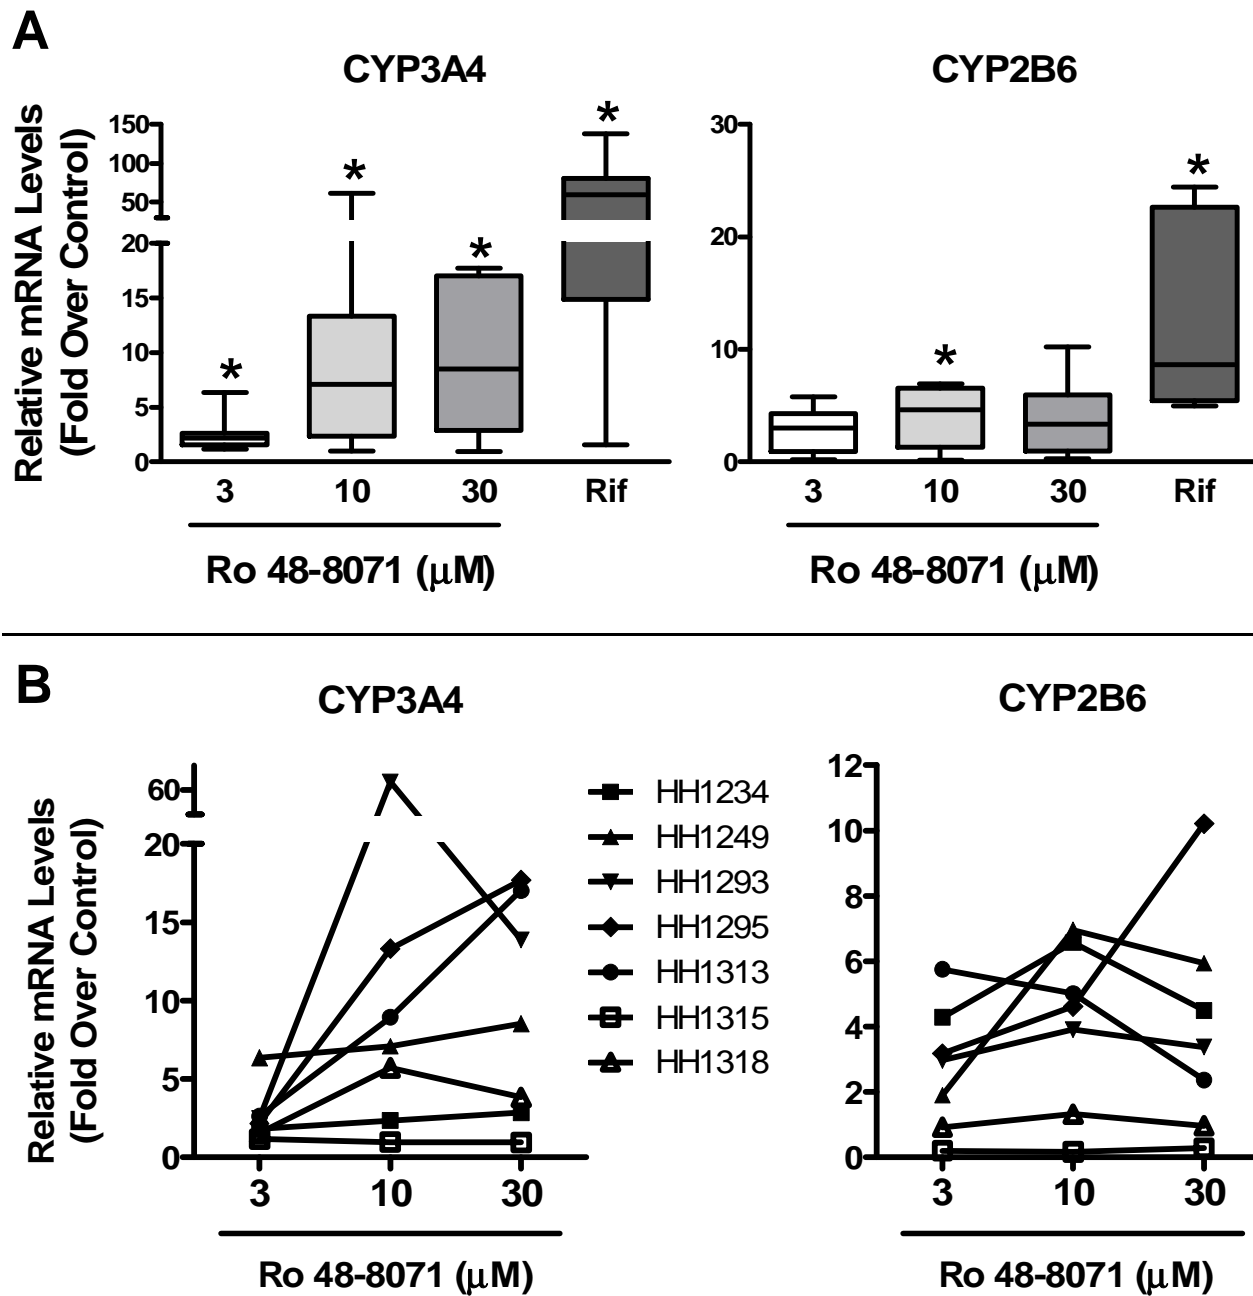 A
CYP3A4
CYP2B6
Relative mRNA Levels
(Fold Over Control)
150
100
50
20
15
10
5
0
* * * *
3 10 30 Rif
Ro 48-8071 (μM)
30
20
10
0
* *
3 10 30 Rif
Ro 48-8071 (μM)
B
CYP3A4
CYP2B6
Relative mRNA Levels
(Fold Over Control)
60
20
15
10
5
0
3 10 30
Ro 48-8071 (μM)
HH1234
HH1249
HH1293
HH1295
HH1313
HH1315
HH1318
12
10
8
6
4
2
0
3 10 30
Ro 48-8071 (μM)